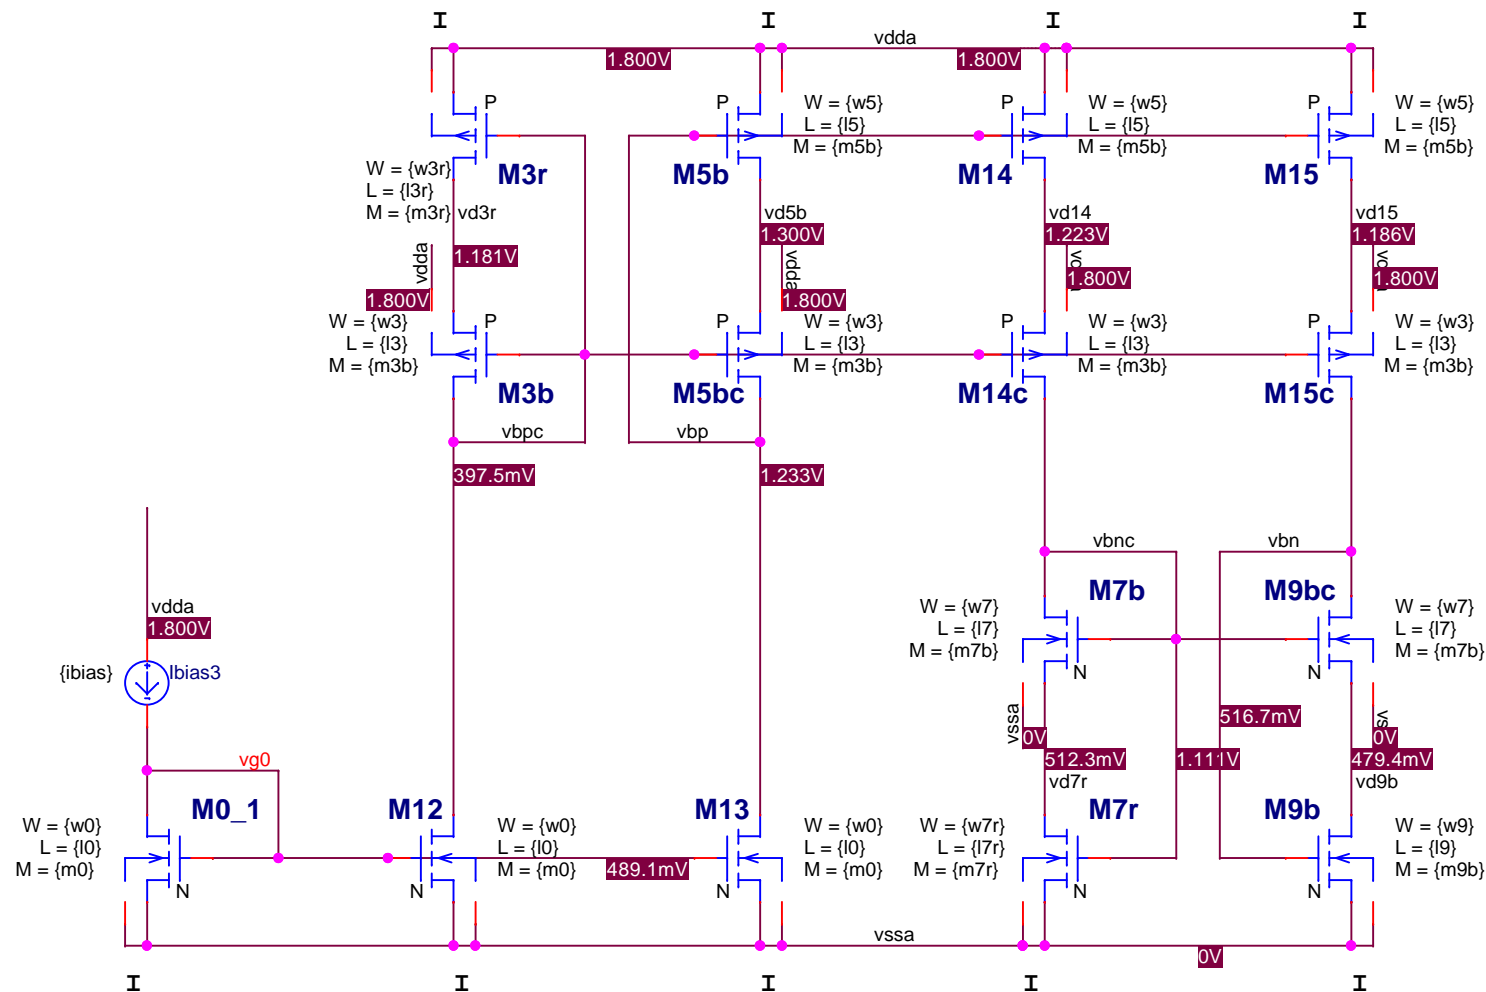 I I I I
vdda
1.800V 1.800V
P P P P
W = {w5} W = {w5} W = {w5}
L = {l5} L = {l5} L = {l5}
M = {m5b} M = {m5b} M = {m5b}
W = {w3r}
L = {l3r}
M = {m3r}
M3r M5b M14 M15
vd3r vd5b vd14 vd15
1.181V 1.300V 1.223V 1.186V
vdda vdda
1.800V 1.800V 1.800V 1.800V
P P P P
W = {w3} W = {w3} W = {w3} W = {w3}
L = {l3} L = {l3} L = {l3} L = {l3}
M = {m3b} M = {m3b} M = {m3b} M = {m3b}
M3b M5bc M14c M15c
vbpc vbp
397.5mV 1.233V
vbnc vbn
M7b M9bc
vdda
1.800V
{ibias} Ibias3
W = {w7} W = {w7}
L = {l7} L = {l7}
M = {m7b} M = {m7b}
N N
vssa
0V 516.7mV 0V
vg0
512.3mV 1.111V 479.4mV
vd7r vd9b
M0_1 M12 M13 M7r M9b
W = {w0} W = {w0} W = {w0} W = {w7r} W = {w9}
L = {l0} L = {l0} L = {l0} L = {l7r} L = {l9}
M = {m0} M = {m0} M = {m0} M = {m7r} M = {m9b}
489.1mV
N N N N N
vssa
0V
I I I I I